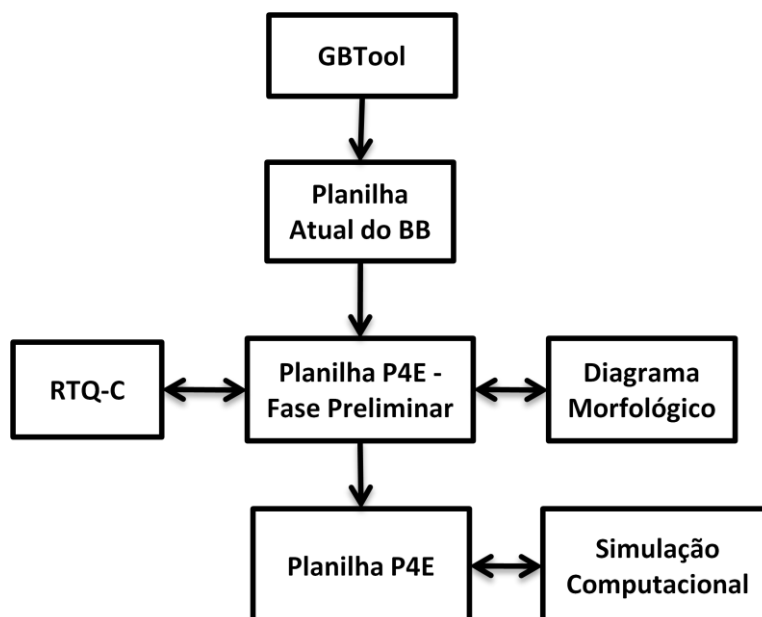 GBTool
Planilha
Atual do BB
RTQ-C
Planilha P4E -
Fase Preliminar
Diagrama
Morfológico
Planilha P4E
Simulação
Computacional